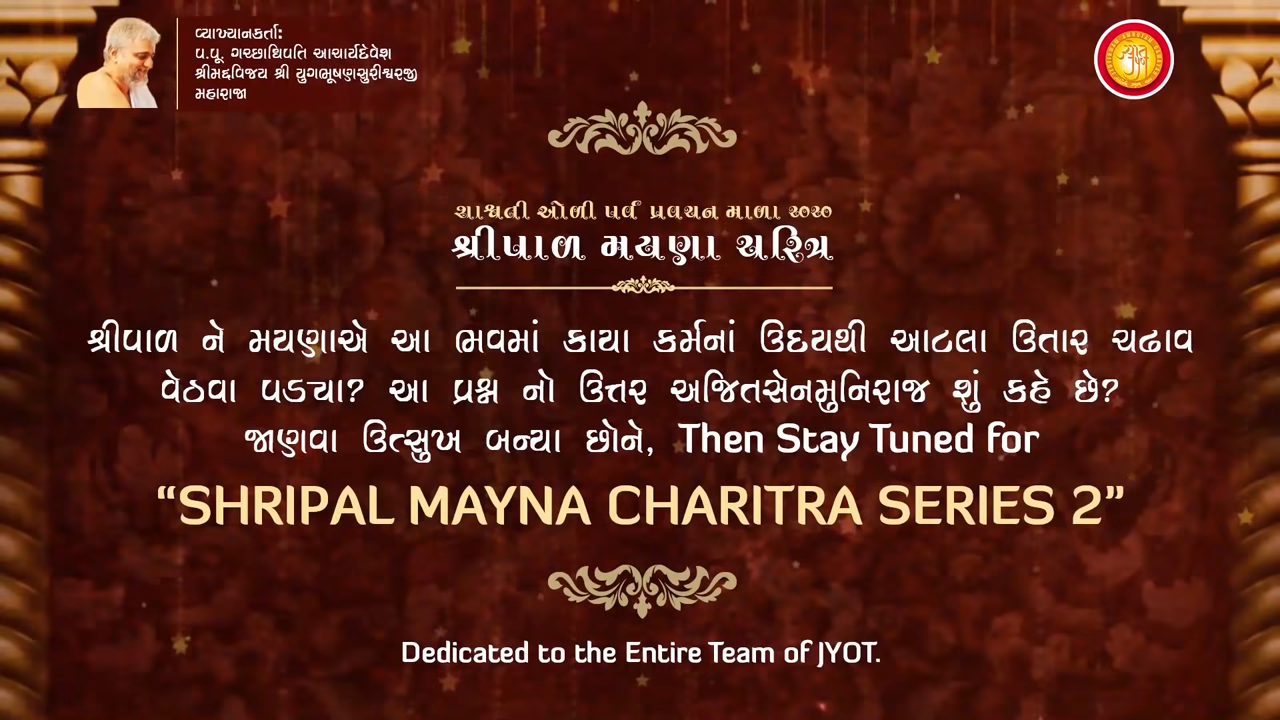 વ્યાખ્યાનકર્તા:
પ.પૂ. ગચ્છાધિપતિ આચાર્યદેવેશ
શ્રીમદ્વિજય શ્રી યુગભૂષણસુરીશ્વરજી
મહારાજા
શાશ્વતી ઓળી પર્વ પ્રવચન માળા ૨૦૨૦
શ્રીપાળ મયણા ચરિત્ર
શ્રીપાળ ને મયણાએ આ ભવમાં કાયા કર્મનાં ઉદયથી આટલા ઉતાર ચઢાવ
વેઠવા પડ્યા? આ પ્રશ્ન નો ઉત્તર અજિતસેનમુનિરાજ શું કહે છે?
જાણવા ઉત્સુખ બન્યા છોને, Then Stay Tuned for
“SHRIPAL MAYNA CHARITRA SERIES 2”
Dedicated to the Entire Team of JYOT.